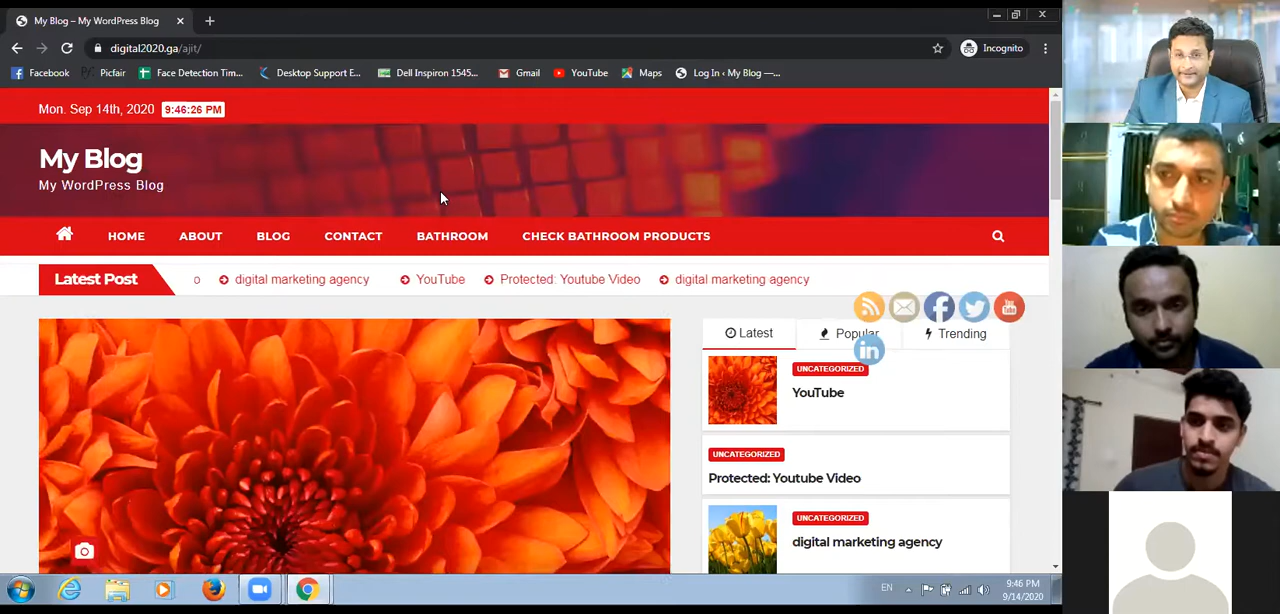 My Blog – My WordPress Blog
digital2020.ga/ajit/
Incognito
Facebook Picfair Face Detection Tim... Desktop Support E... Dell Inspiron 1545... Gmail YouTube Maps Log In ‹ My Blog —...
Mon. Sep 14th, 2020 9:46:26 PM
My Blog
My WordPress Blog
HOME ABOUT BLOG CONTACT BATHROOM CHECK BATHROOM PRODUCTS
Latest Post o digital marketing agency YouTube Protected: Youtube Video digital marketing agency
You Tube
Latest Popular Trending
in
UNCATEGORIZED
YouTube
UNCATEGORIZED
Protected: Youtube Video
UNCATEGORIZED
digital marketing agency
EN 9:46 PM
9/14/2020